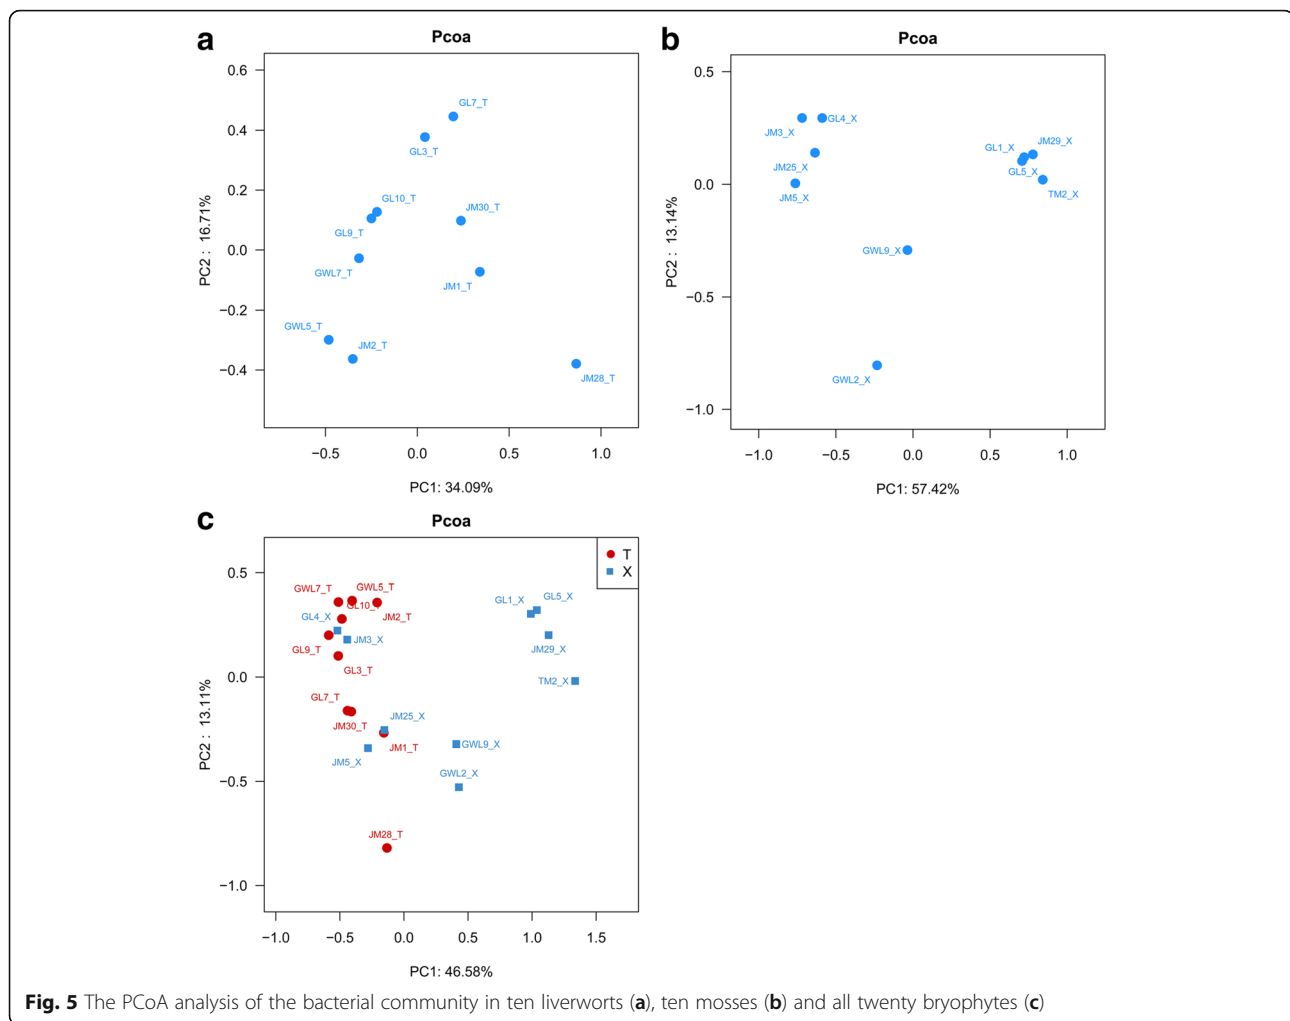 a
Pcoa
0.6
0.4
0.2
0.0
−0.2
−0.4
PC2 : 16.71%
GL7_T
GL3_T
GL10_T
GL9_T
JM30_T
GWL7_T
JM1_T
GWL5_T
JM2_T
JM28_T
−0.5 0.0 0.5 1.0
PC1: 34.09%
b
Pcoa
0.5
0.0
−0.5
−1.0
PC2 : 13.14%
JM3_X
GL4_X
JM25_X
JM5_X
GL1_X
JM29_X
GL5_X
TM2_X
GWL9_X
GWL2_X
−1.0 −0.5 0.0 0.5 1.0
PC1: 57.42%
c
Pcoa
T
X
0.5
0.0
−0.5
−1.0
PC2 : 13.11%
GWL7_T
GWL5_T
GL10_T
JM2_T
GL4_X
JM3_X
GL9_T
GL3_T
GL7_T
JM30_T
JM25_X
JM1_T
JM5_X
GL1_X
GL5_X
JM29_X
TM2_X
GWL9_X
GWL2_X
JM28_T
−1.0 −0.5 0.0 0.5 1.0 1.5
PC1: 46.58%
Fig. 5 The PCoA analysis of the bacterial community in ten liverworts (a), ten mosses (b) and all twenty bryophytes (c)